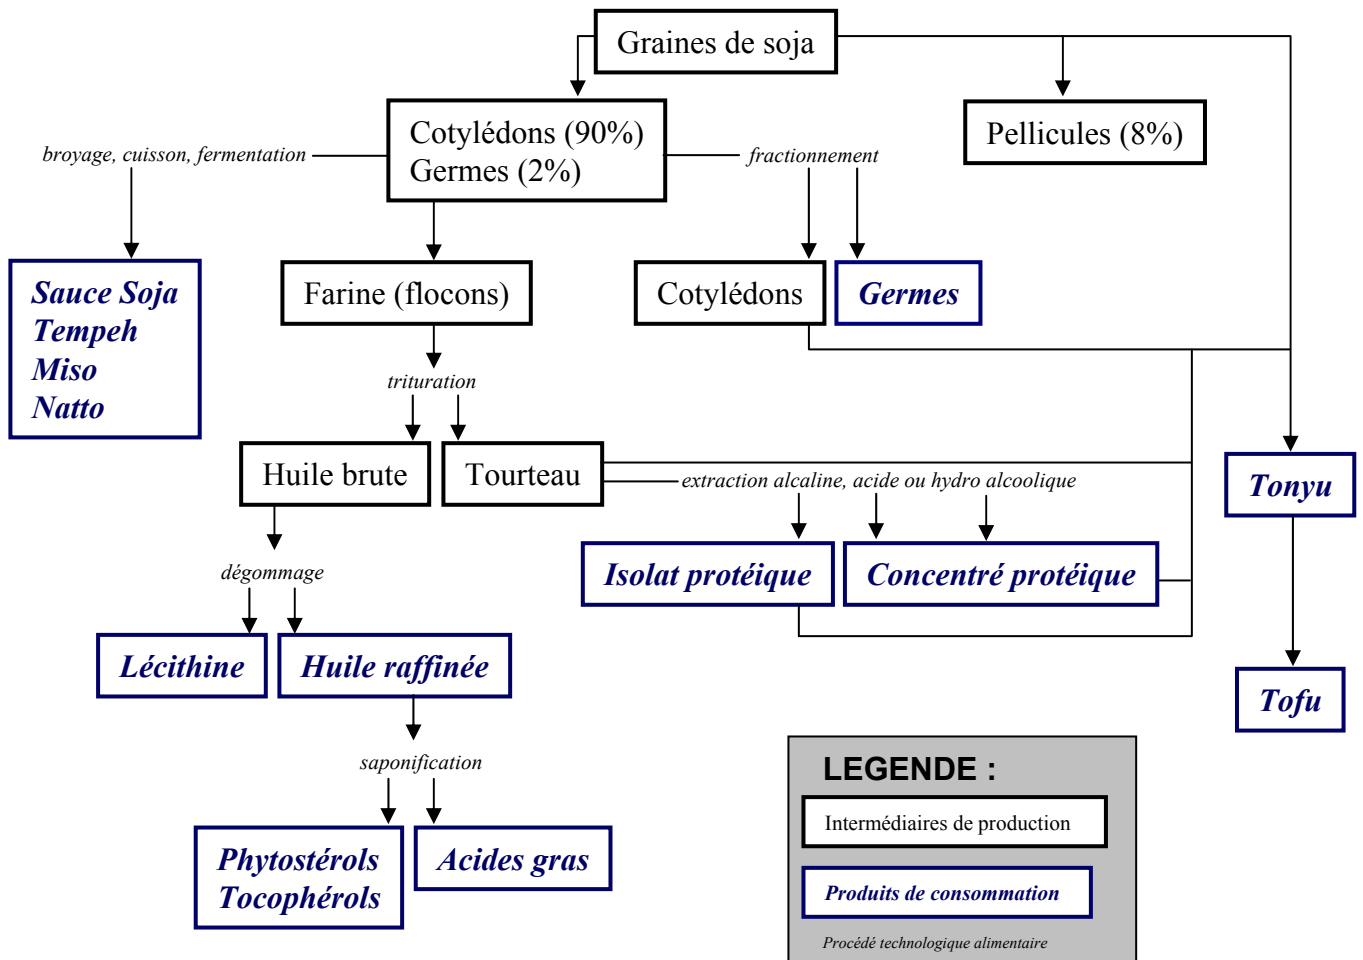 Graines de soja
Cotylédons (90%)
Germes (2%)
Pellicules (8%)
broyage, cuisson, fermentation
fractionnement
Sauce Soja
Tempeh
Miso
Natto
Farine (flocons)
Cotylédons
Germes
trituration
Huile brute
Tourteau
extraction alcaline, acide ou hydro alcoolique
Tonyu
dégommage
Isolat protéique
Concentré protéique
Lécithine
Huile raffinée
Tofu
saponification
Phytostérols
Tocophérols
Acides gras
LEGENDE :
Intermédiaires de production
Produits de consommation
Procédé technologique alimentaire